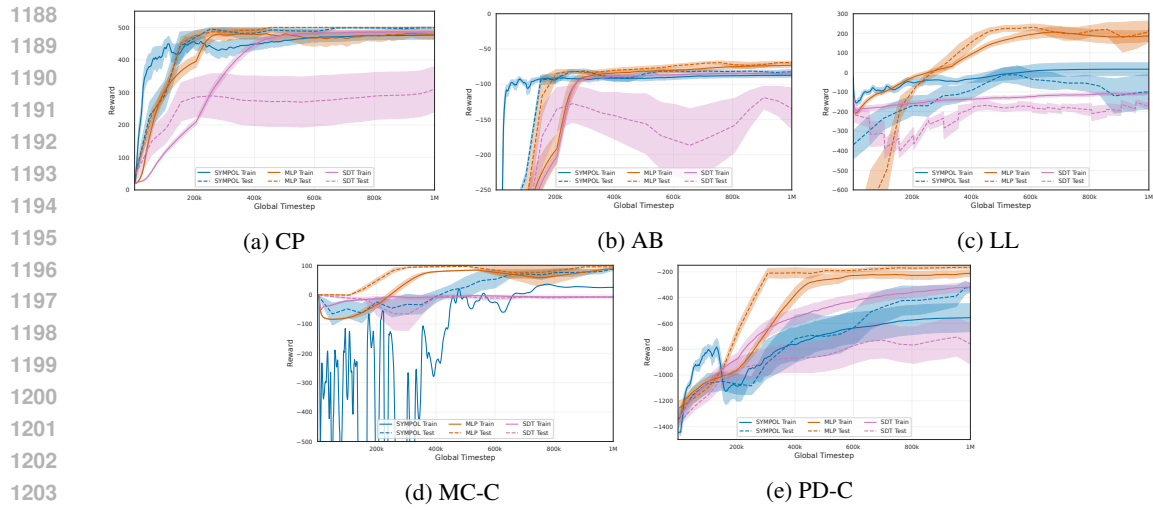 1188
1189
1190
1191
1192
1193
1194
1195
1196
1197
1198
1199
1200
1201
1202
1203
500
400
300
200
100
0
Reward
200k 400k 600k 800k 1M
Global Timestep
SYMPOL Train MLP Train SDT Train
SYMPOL Test MLP Test SDT Test
(a) CP
0
−50
−100
−150
−200
−250
Reward
200k 400k 600k 800k 1M
Global Timestep
SYMPOL Train MLP Train SDT Train
SYMPOL Test MLP Test SDT Test
(b) AB
300
200
100
0
−100
−200
−300
−400
−500
−600
Reward
200k 400k 600k 800k 1M
Global Timestep
SYMPOL Train MLP Train SDT Train
SYMPOL Test MLP Test SDT Test
(c) LL
100
0
−100
−200
−300
−400
−500
Reward
200k 400k 600k 800k 1M
Global Timestep
SYMPOL Train MLP Train SDT Train
SYMPOL Test MLP Test SDT Test
(d) MC-C
−200
−400
−600
−800
−1000
−1200
−1400
Reward
200k 400k 600k 800k 1M
Global Timestep
SYMPOL Train MLP Train SDT Train
SYMPOL Test MLP Test SDT Test
(e) PD-C